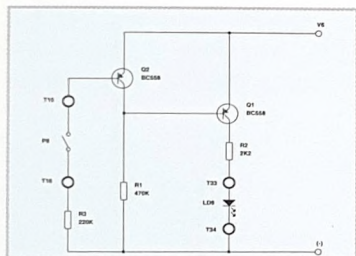 V6
Q2
BC558
Q1
BC558
T15
P8
T16
R3
220K
R1
470K
R2
2K2
T33
LD8
T34
(-)